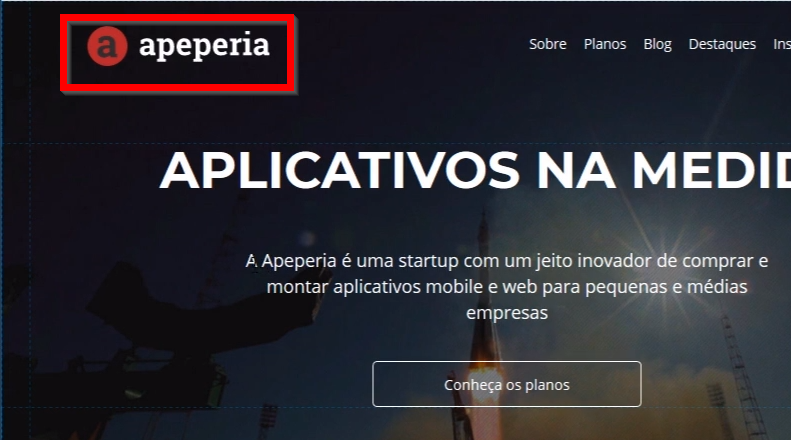 a apeperia
Sobre Planos Blog Destaques Ins
APLICATIVOS NA MEDID
A Apeperia é uma startup com um jeito inovador de comprar e
montar aplicativos mobile e web para pequenas e médias
empresas
Conheça os planos